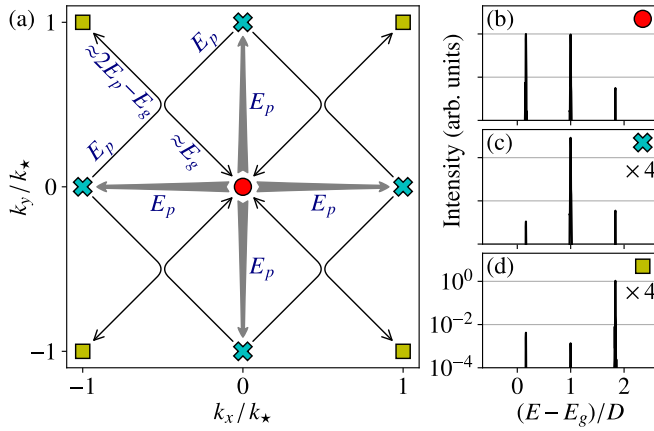 (a)
1
0
−1
k_y/k_⋆
−1
0
1
k_x/k_⋆
E_p
≈2E_p−E_g
E_p
E_p
≈E_g
E_p
E_p
E_p
(b)
(c)
×4
(d)
×4
Intensity (arb. units)
10^0
10^−2
10^−4
0
1
2
(E−E_g)/D